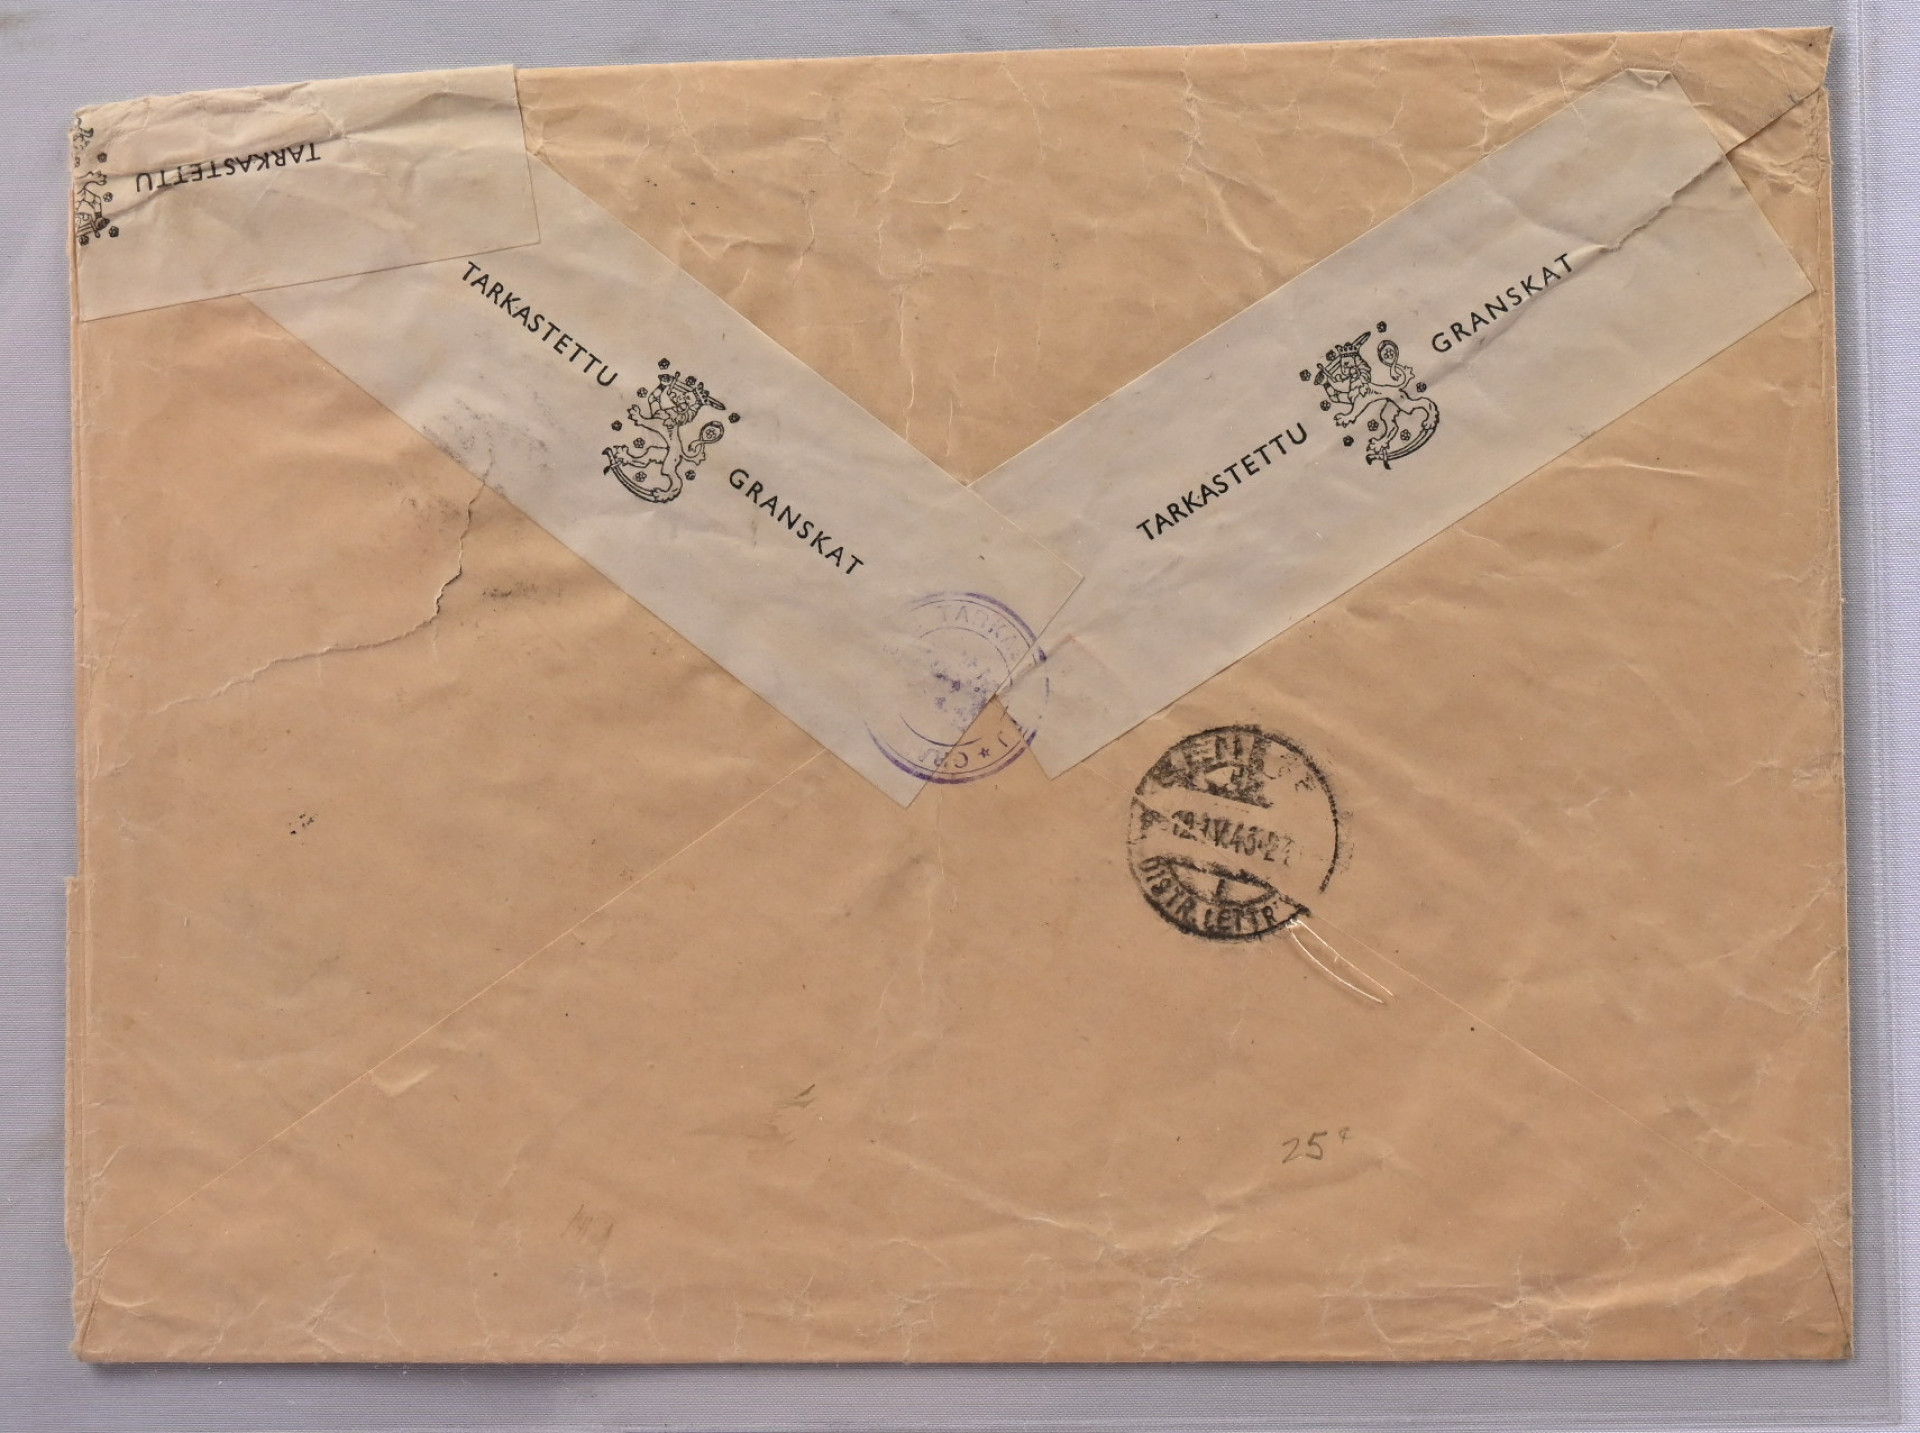 TARKASTETTU
TARKASTETTU
GRANSKAT
TARKASTETTU
GRANSKAT
DISTR. LETTR
25¢